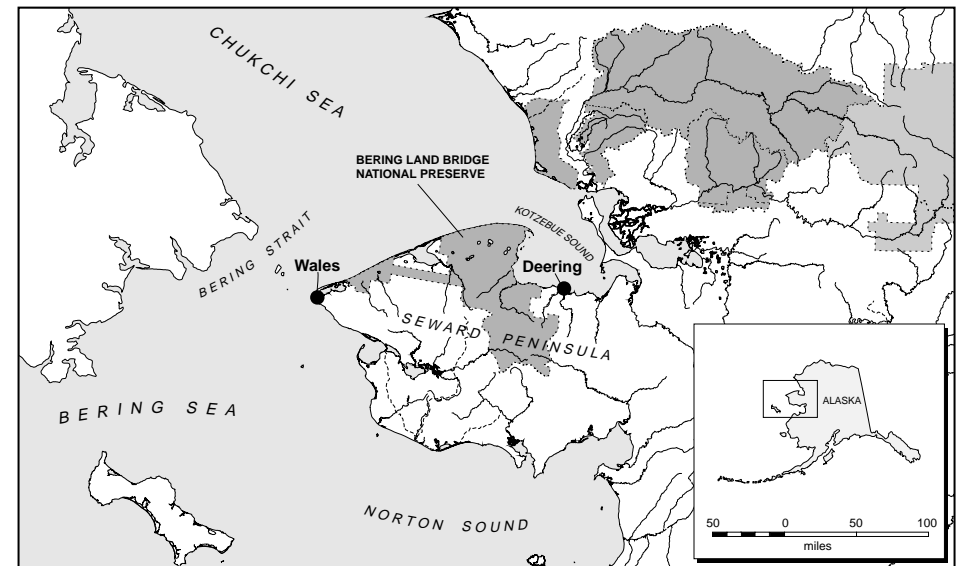 CHUKCHI SEA
BERING LAND BRIDGE
NATIONAL PRESERVE
KOTZEBUE SOUND
BERING STRAIT
Wales
Deering
SEWARD PENINSULA
BERING SEA
ALASKA
NORTON SOUND
50 0 50 100
miles